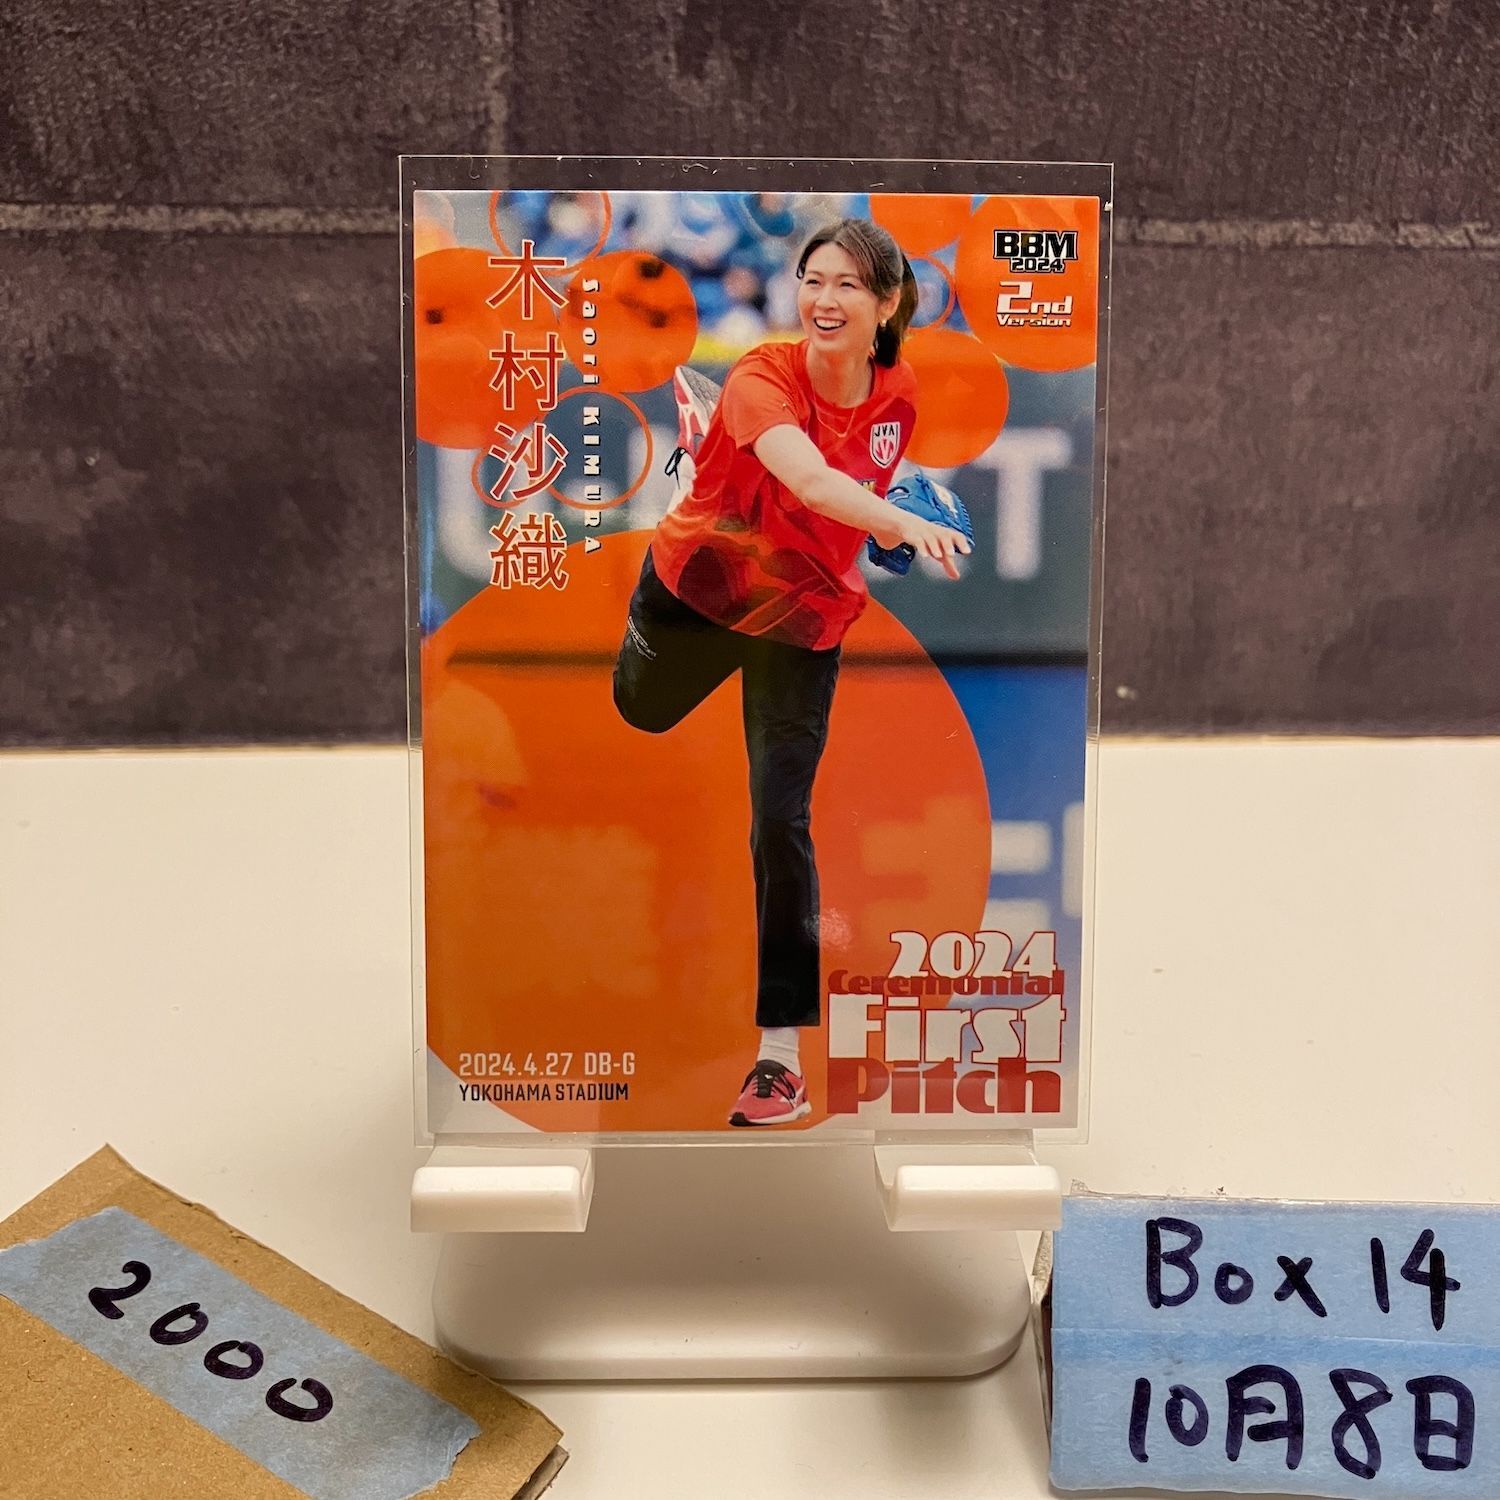 木村沙織
Saori KIMURA
BBM
2024
2nd
Version
JVA
2024
Ceremonial
First
Pitch
2024.4.27 DB-G
YOKOHAMA STADIUM
2000
Box 14
10月8日